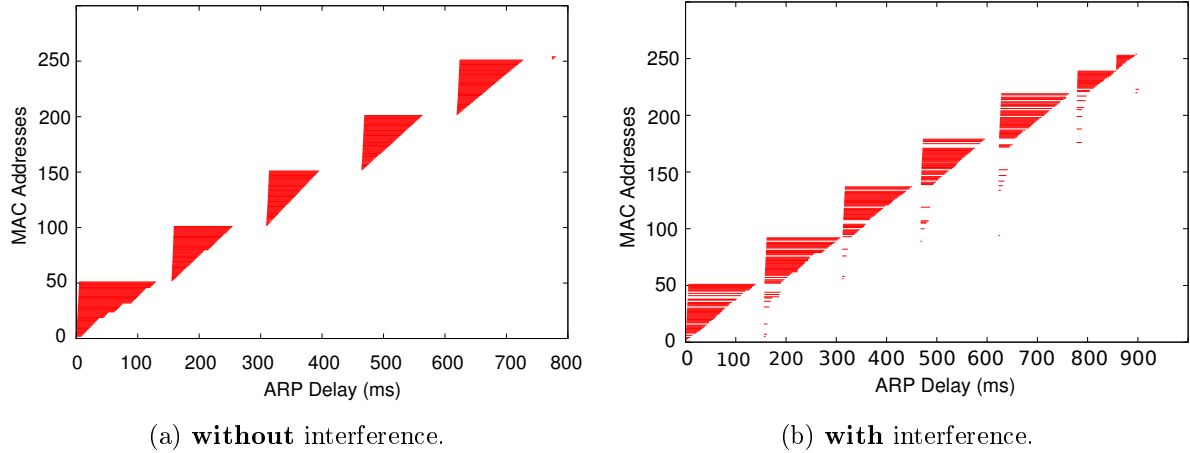 250
200
150
100
50
0
MAC Addresses
0 100 200 300 400 500 600 700 800
ARP Delay (ms)
(a) without interference.
250
200
150
100
50
0
MAC Addresses
0 100 200 300 400 500 600 700 800 900
ARP Delay (ms)
(b) with interference.